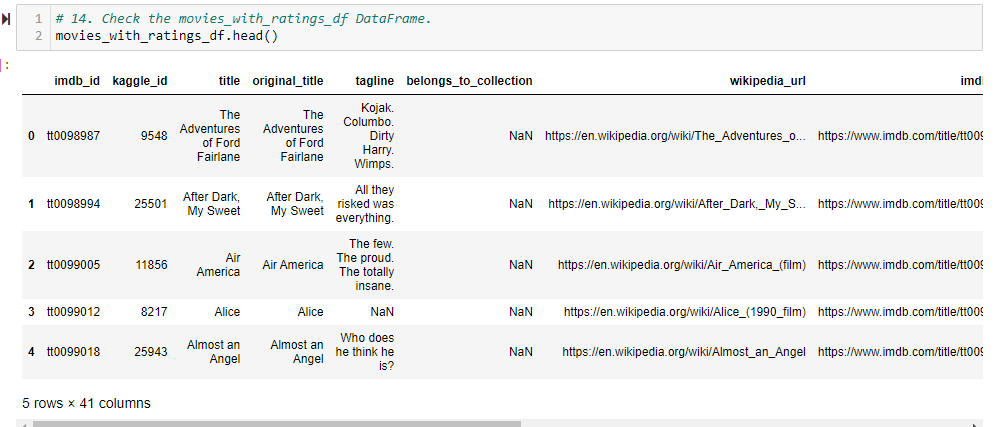 1 # 14. Check the movies_with_ratings_df DataFrame.
2 movies_with_ratings_df.head()
]:
imdb_id kaggle_id title original_title tagline belongs_to_collection wikipedia_url imd
0 tt0098987 9548 The Adventures of Ford Fairlane The Adventures of Ford Fairlane Kojak. Columbo. Dirty Harry. Wimps. NaN https://en.wikipedia.org/wiki/The_Adventures_o... https://www.imdb.com/title/tt009
1 tt0098994 25501 After Dark, My Sweet After Dark, My Sweet All they risked was everything. NaN https://en.wikipedia.org/wiki/After_Dark,_My_S... https://www.imdb.com/title/tt009
2 tt0099005 11856 Air America Air America The few. The proud. The totally insane. NaN https://en.wikipedia.org/wiki/Air_America_(film) https://www.imdb.com/title/tt009
3 tt0099012 8217 Alice Alice NaN NaN https://en.wikipedia.org/wiki/Alice_(1990_film) https://www.imdb.com/title/tt009
4 tt0099018 25943 Almost an Angel Almost an Angel Who does he think he is? NaN https://en.wikipedia.org/wiki/Almost_an_Angel https://www.imdb.com/title/tt009
5 rows × 41 columns